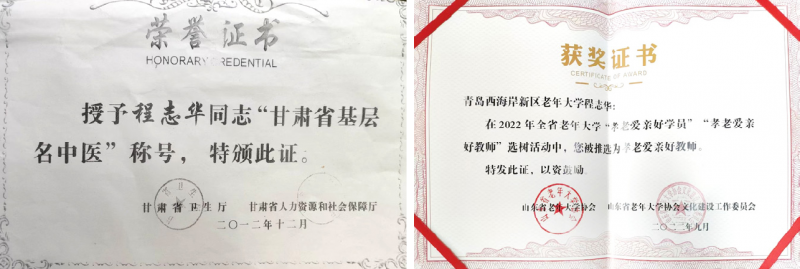 荣誉证书
HONORARY CREDENTIAL
授予程志华同志“甘肃省基层
名中医”称号，特颁此证。
甘肃省卫生厅 甘肃省人力资源和社会保障厅
二〇一二年十二月
获奖证书
CERTIFICATE OF AWARD
青岛西海岸新区老年大学程志华：
在2022年全省老年大学“孝老爱亲好学员”“孝老爱亲
好教师”选树活动中，您被推选为孝老爱亲好教师。
特发此证，以资鼓励。
山东省老年大学协会 山东省老年大学协会文化建设工作委员会
二〇二二年九月